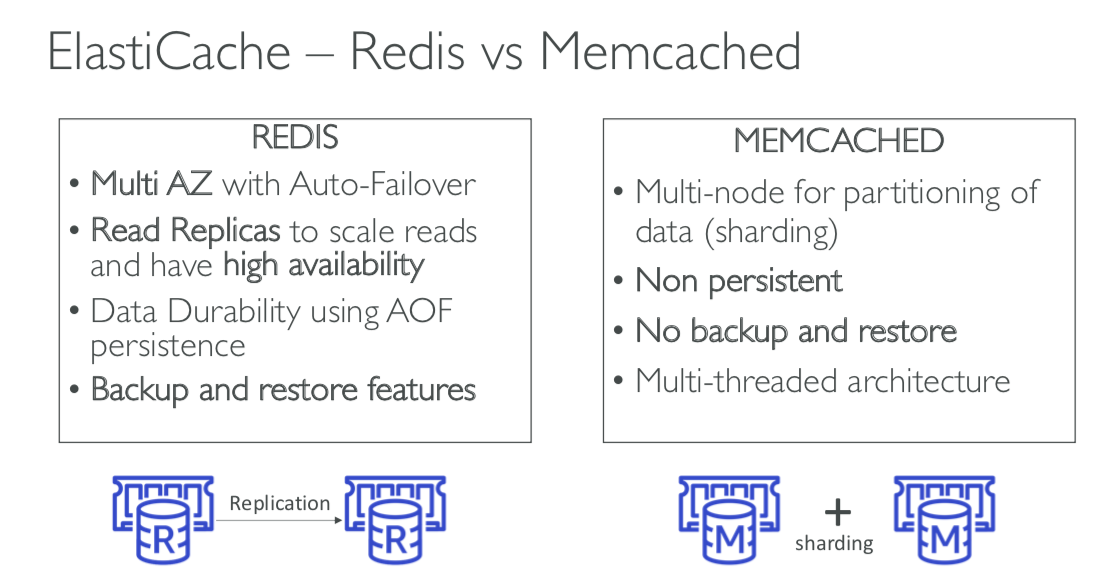 ElastiCache – Redis vs Memcached
REDIS
• Multi AZ with Auto-Failover
• Read Replicas to scale reads
and have high availability
• Data Durability using AOF
persistence
• Backup and restore features
MEMCACHED
• Multi-node for partitioning of
data (sharding)
• Non persistent
• No backup and restore
• Multi-threaded architecture
R
Replication
R
M
+
sharding
M